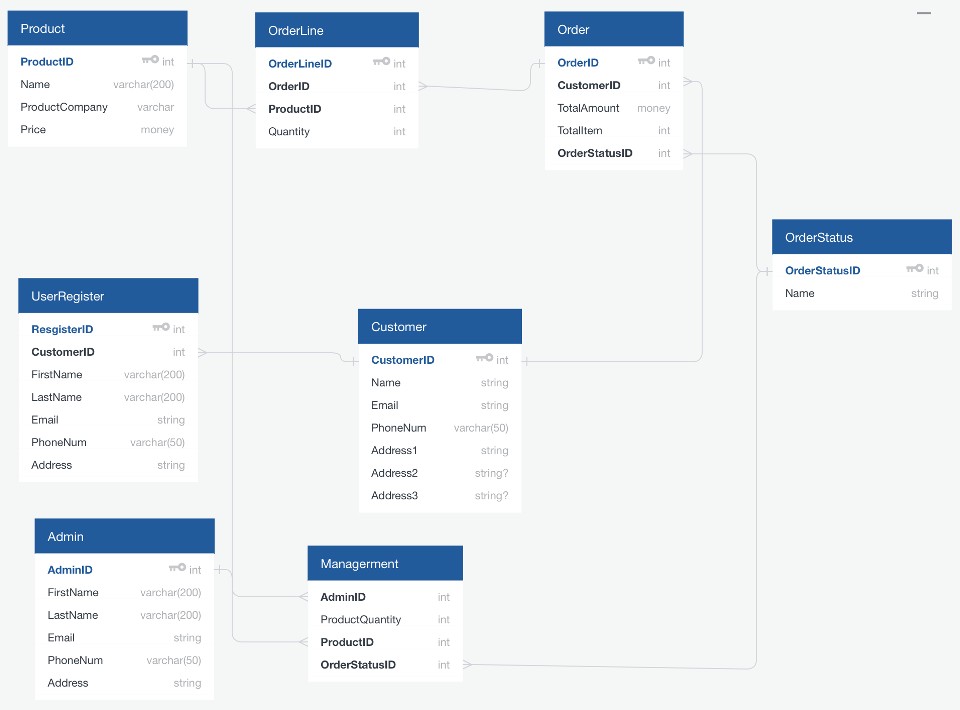 Product
ProductID int
Name varchar(200)
ProductCompany varchar
Price money
OrderLine
OrderLineID int
OrderID int
ProductID int
Quantity int
Order
OrderID int
CustomerID int
TotalAmount money
TotalItem int
OrderStatusID int
OrderStatus
OrderStatusID int
Name string
UserRegister
ResgisterID int
CustomerID int
FirstName varchar(200)
LastName varchar(200)
Email string
PhoneNum varchar(50)
Address string
Customer
CustomerID int
Name string
Email string
PhoneNum varchar(50)
Address1 string
Address2 string?
Address3 string?
Admin
AdminID int
FirstName varchar(200)
LastName varchar(200)
Email string
PhoneNum varchar(50)
Address string
Managerment
AdminID int
ProductQuantity int
ProductID int
OrderStatusID int